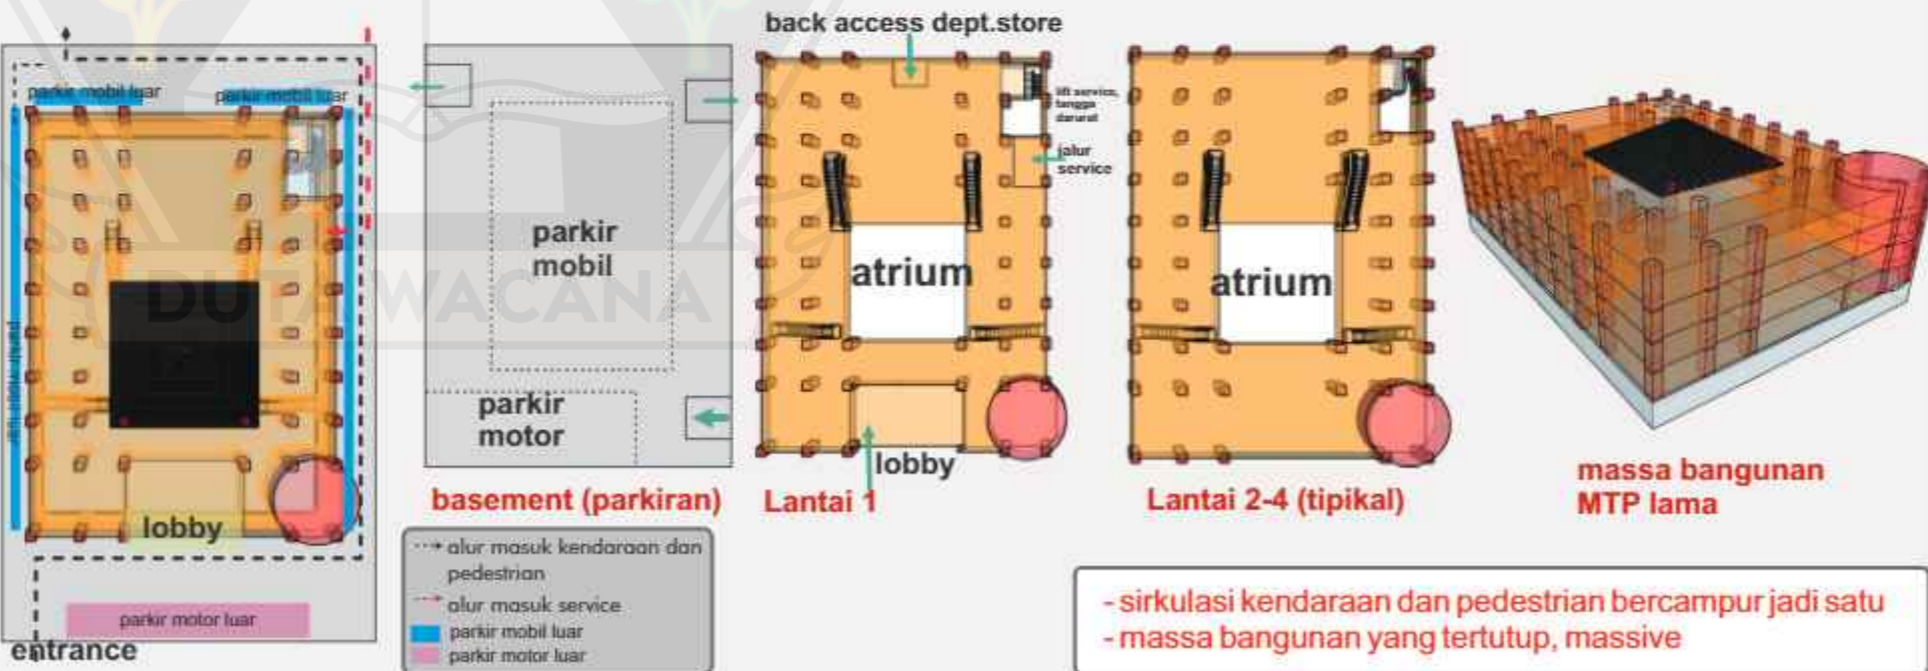 parkir mobil luar
parkir mobil luar
parkir mobil luar
lobby
parkir motor luar
entrance
DUTA WACANA
parkir
mobil
parkir
motor
basement (parkiran)
alur masuk kendaraan dan
pedestrian
alur masuk service
parkir mobil luar
parkir motor luar
back access dept.store
lift service,
tangga
darurat
jalur
service
atrium
lobby
Lantai 1
atrium
Lantai 2-4 (tipikal)
massa bangunan
MTP lama
- sirkulasi kendaraan dan pedestrian bercampur jadi satu
- massa bangunan yang tertutup, massive